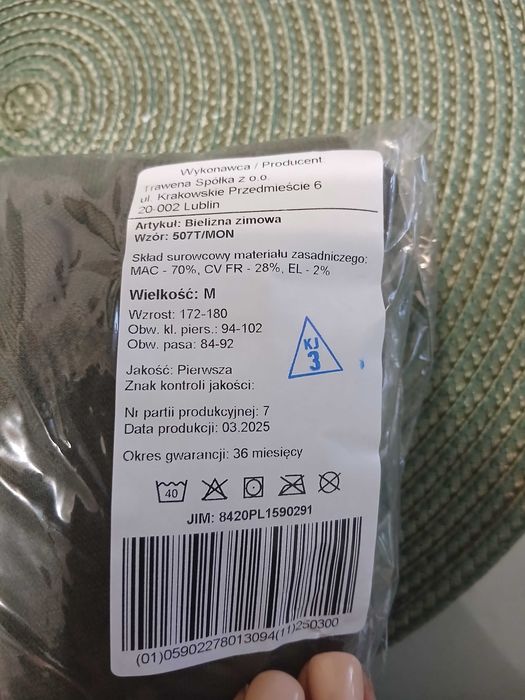 Wykonawca / Producent
Trawena Spółka z o.o
ul. Krakowskie Przedmieście 6
20-002 Lublin
Artykuł: Bielizna zimowa
Wzór: 507T/MON
Skład surowcowy materiału zasadniczego:
MAC - 70%, CV FR - 28%, EL - 2%
Wielkość: M
Wzrost: 172-180
Obw. kl. piers.: 94-102
Obw. pasa: 84-92
KJ
3
Jakość: Pierwsza
Znak kontroli jakości:
Nr partii produkcyjnej: 7
Data produkcji: 03.2025
Okres gwarancji: 36 miesięcy
40
JIM: 8420PL1590291
(01)05902278013094(11)250300